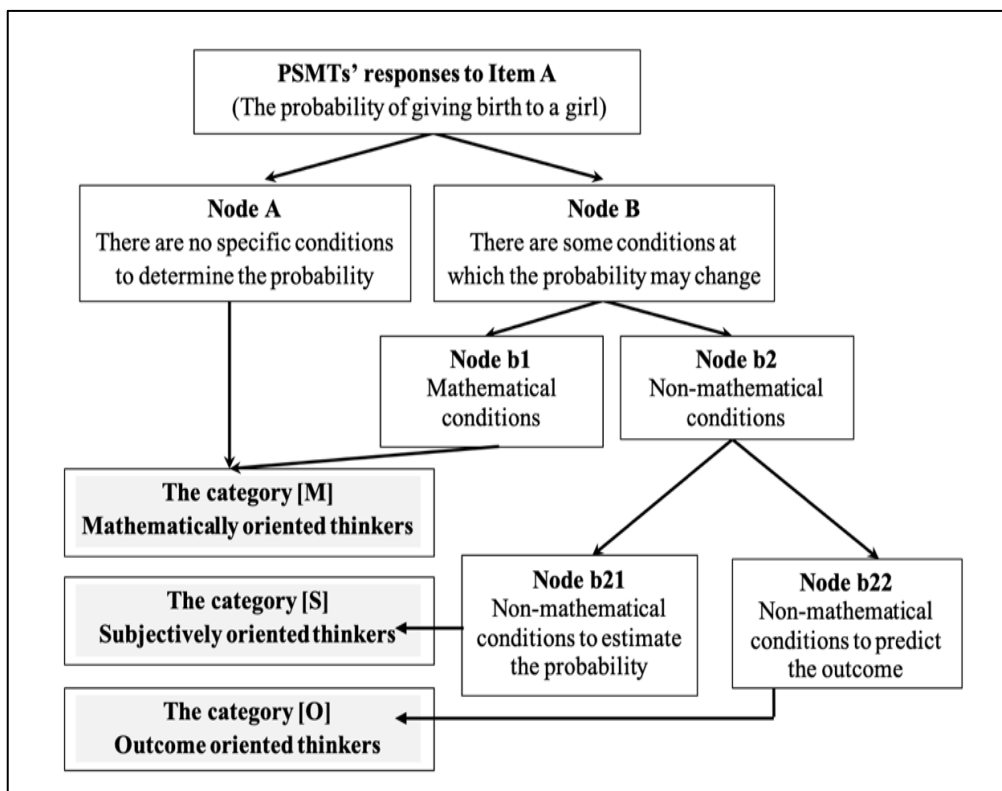 PSMTs’ responses to Item A
(The probability of giving birth to a girl)
Node A
There are no specific conditions
to determine the probability
Node B
There are some conditions at
which the probability may change
Node b1
Mathematical
conditions
Node b2
Non-mathematical
conditions
The category [M]
Mathematically oriented thinkers
Node b21
Non-mathematical
conditions to estimate
the probability
Node b22
Non-mathematical
conditions to predict
the outcome
The category [S]
Subjectively oriented thinkers
The category [O]
Outcome oriented thinkers